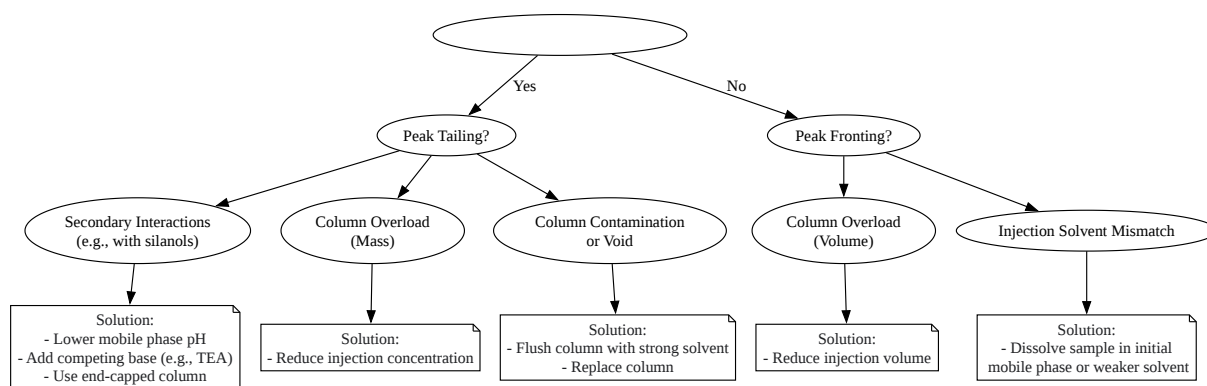 Yes
No
Peak Tailing?
Peak Fronting?
Secondary Interactions
(e.g., with silanols)
Column Overload
(Mass)
Column Contamination
or Void
Column Overload
(Volume)
Injection Solvent Mismatch
Solution:
- Lower mobile phase pH
- Add competing base (e.g., TEA)
- Use end-capped column
Solution:
- Reduce injection concentration
Solution:
- Flush column with strong solvent
- Replace column
Solution:
- Reduce injection volume
Solution:
- Dissolve sample in initial
mobile phase or weaker solvent